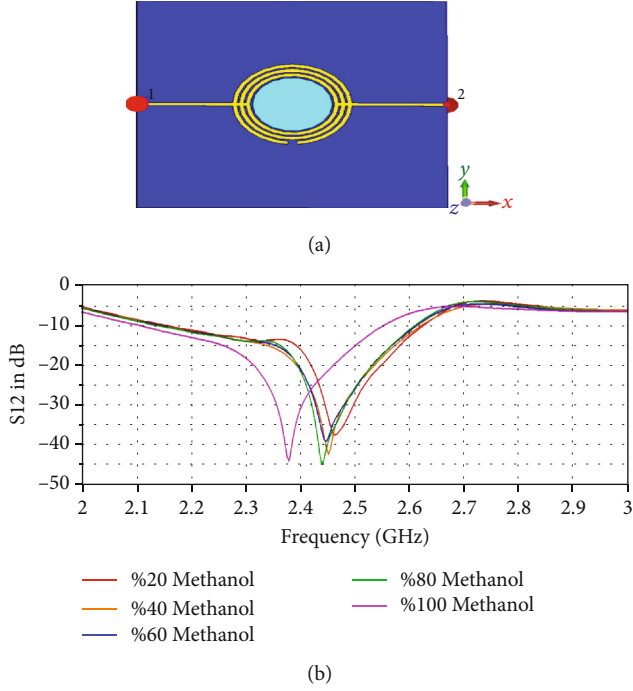 1
2
y
z
x
(a)
0
−10
−20
−30
−40
−50
S12 in dB
2
2.1
2.2
2.3
2.4
2.5
2.6
2.7
2.8
2.9
3
Frequency (GHz)
%20 Methanol
%40 Methanol
%60 Methanol
%80 Methanol
%100 Methanol
(b)